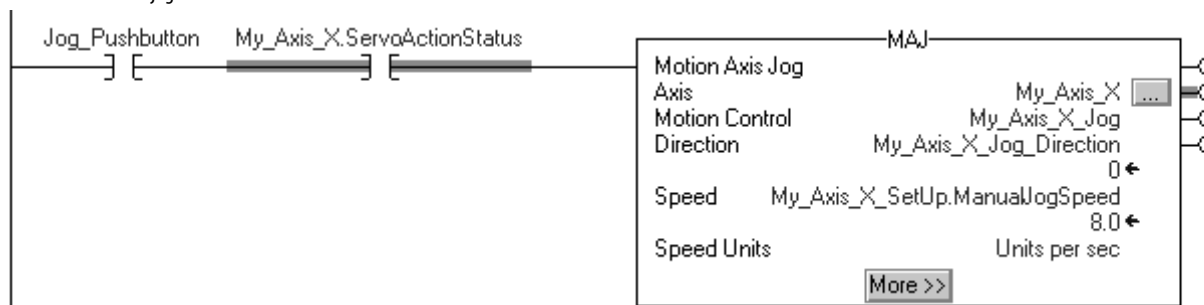 Jog_Pushbutton My_Axis_X.ServoActionStatus
MAJ
Motion Axis Jog
Axis My_Axis_X ...
Motion Control My_Axis_X_Jog
Direction My_Axis_X_Jog_Direction
0
Speed My_Axis_X_SetUp.ManualJogSpeed
8.0
Speed Units Units per sec
More >>